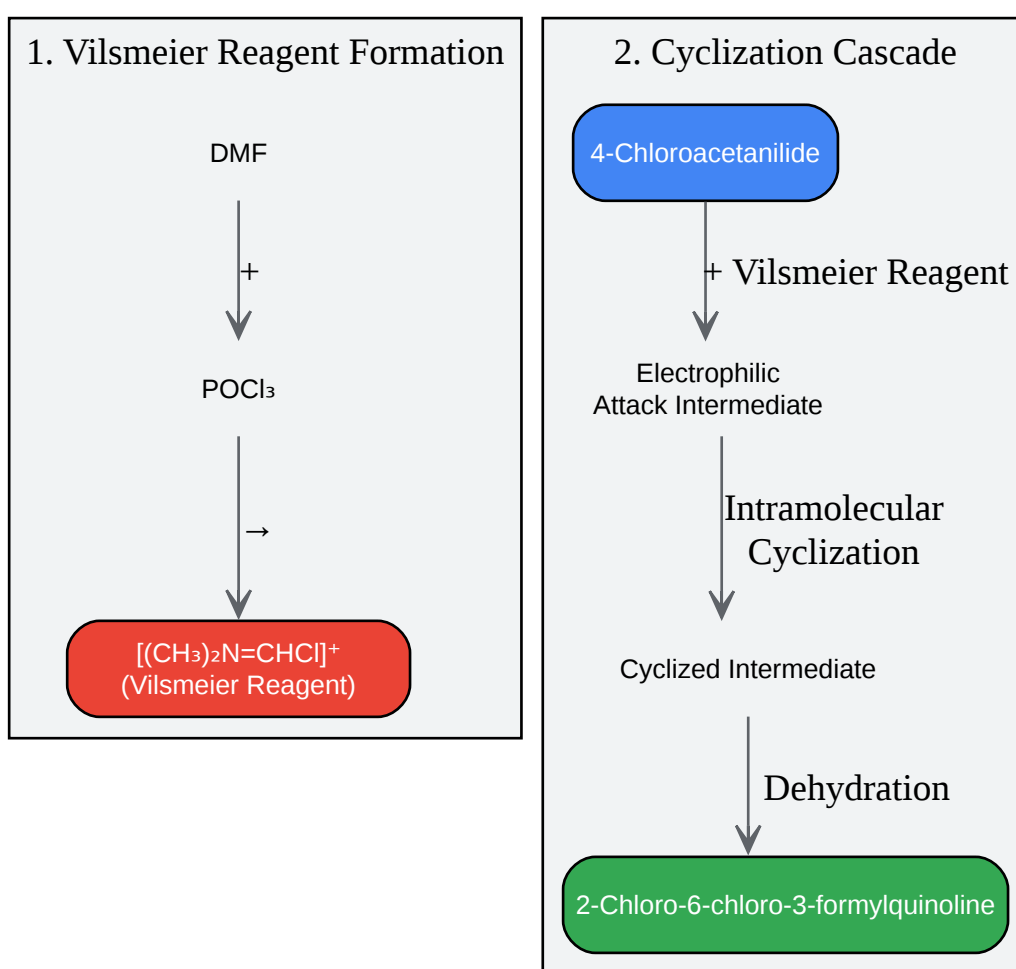 1. Vilsmeier Reagent Formation
DMF
+
POCl₃
→
[(CH₃)₂N=CHCl]⁺
(Vilsmeier Reagent)
2. Cyclization Cascade
4-Chloroacetanilide
+ Vilsmeier Reagent
Electrophilic
Attack Intermediate
Intramolecular
Cyclization
Cyclized Intermediate
Dehydration
2-Chloro-6-chloro-3-formylquinoline